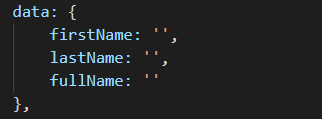 data: {
    firstName: '',
    lastName: '',
    fullName: ''
},